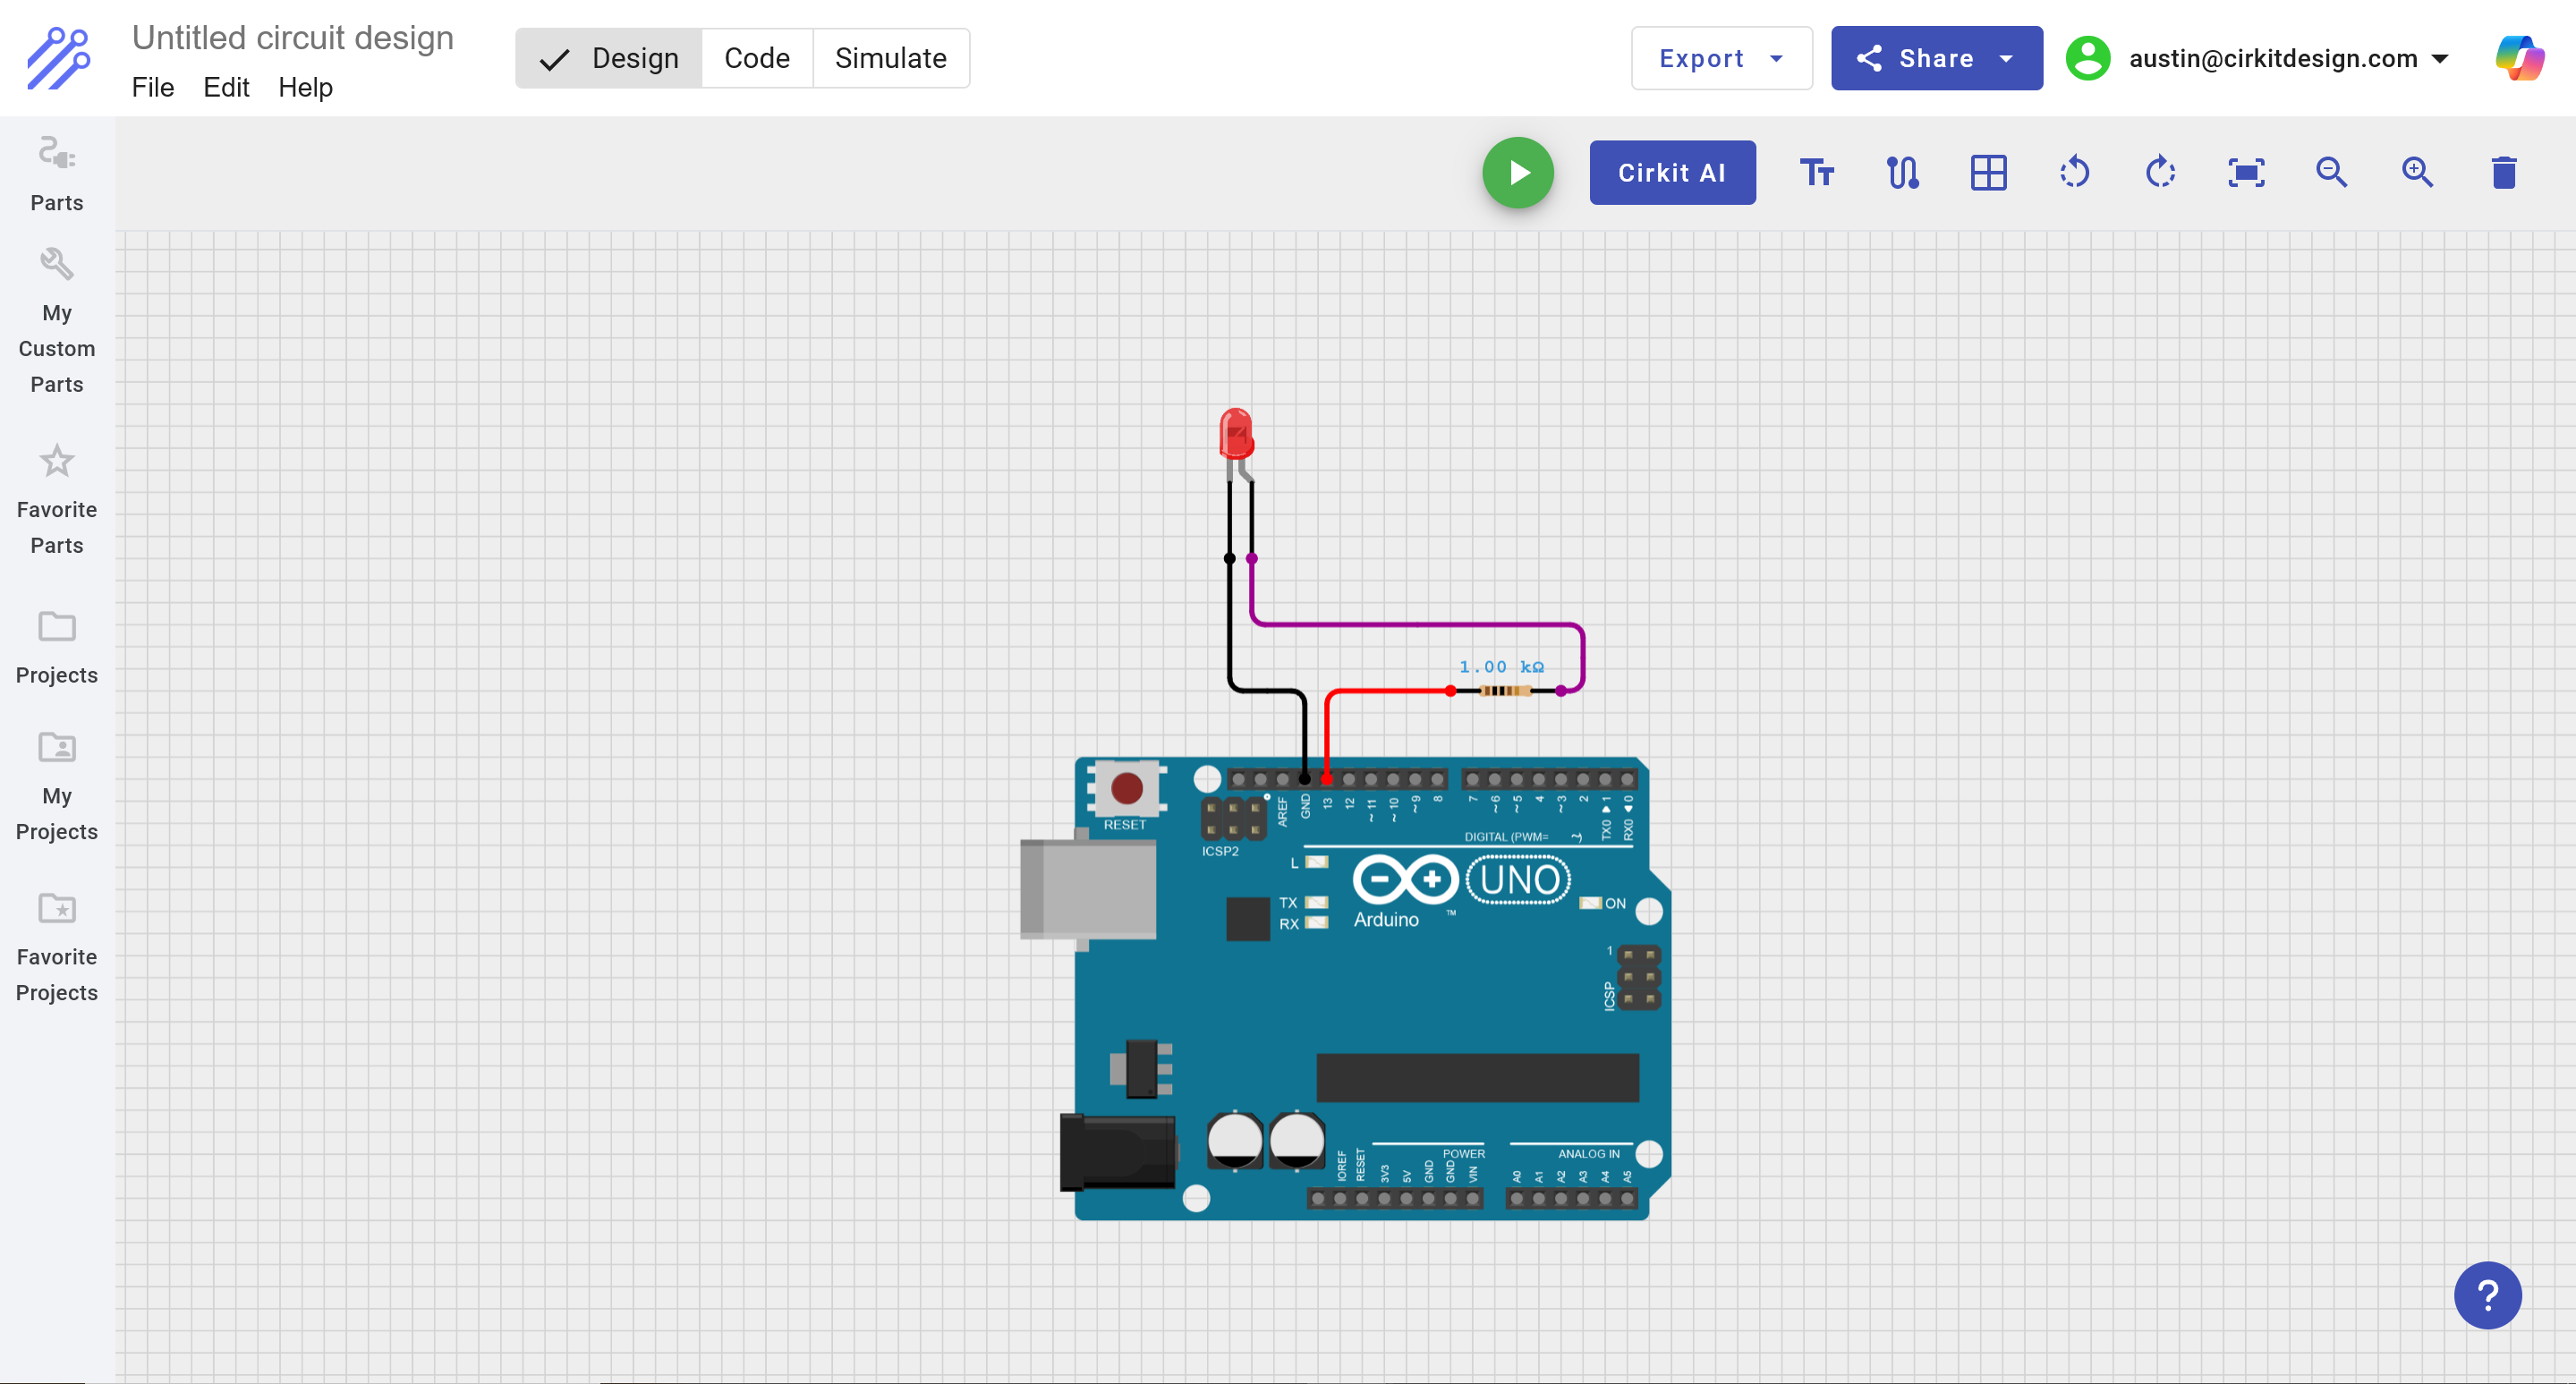 Untitled circuit design
File Edit Help
Design Code Simulate
Export Share austin@cirkitdesign.com
Cirkit AI
Parts
My
Custom
Parts
Favorite
Parts
Projects
My
Projects
Favorite
Projects
1.00 kΩ
RESET
ICSP2
AREF
GND
13
12
~11
~10
~9
8
7
~6
~5
4
~3
2
TX0 ▶ 1
RX0 ◀ 0
DIGITAL (PWM= ~)
L
TX
RX
UNO
Arduino ™
ON
1
ICSP
POWER
ANALOG IN
IOREF
RESET
3V3
5V
GND
GND
VIN
A0
A1
A2
A3
A4
A5
?